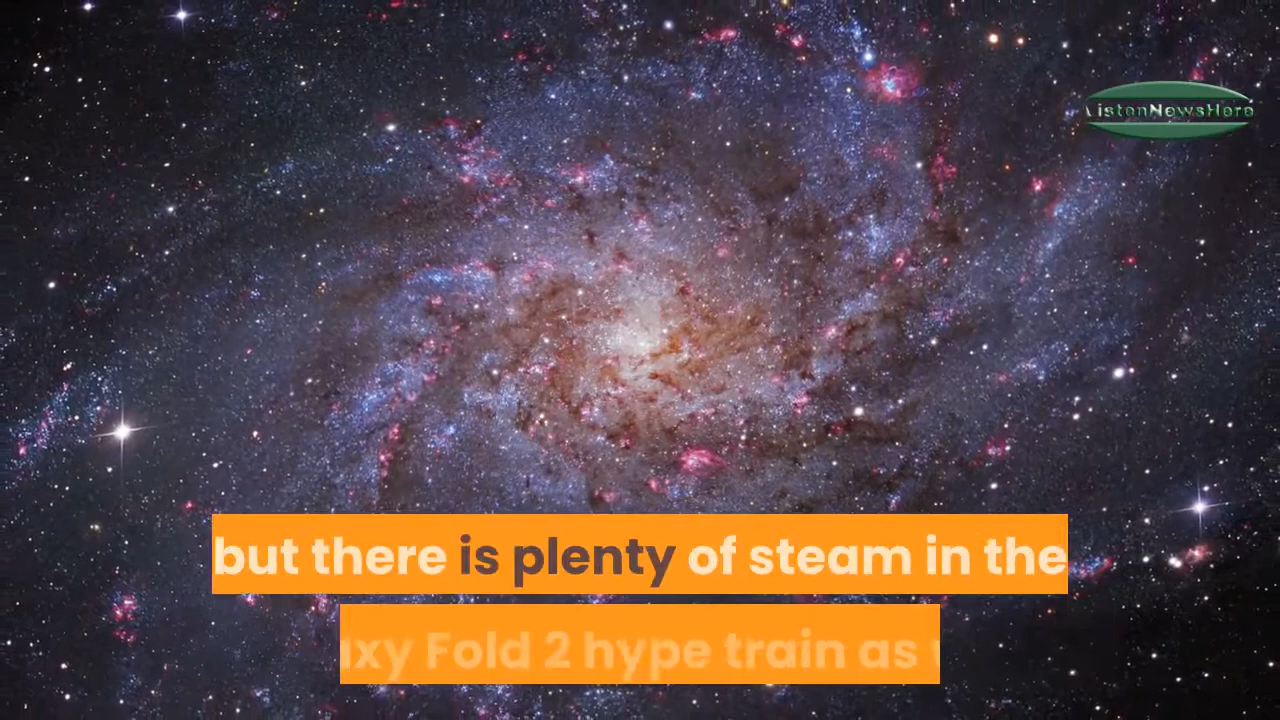 ListenNewsHere
but there is plenty of steam in the
Fold 2 hype train as